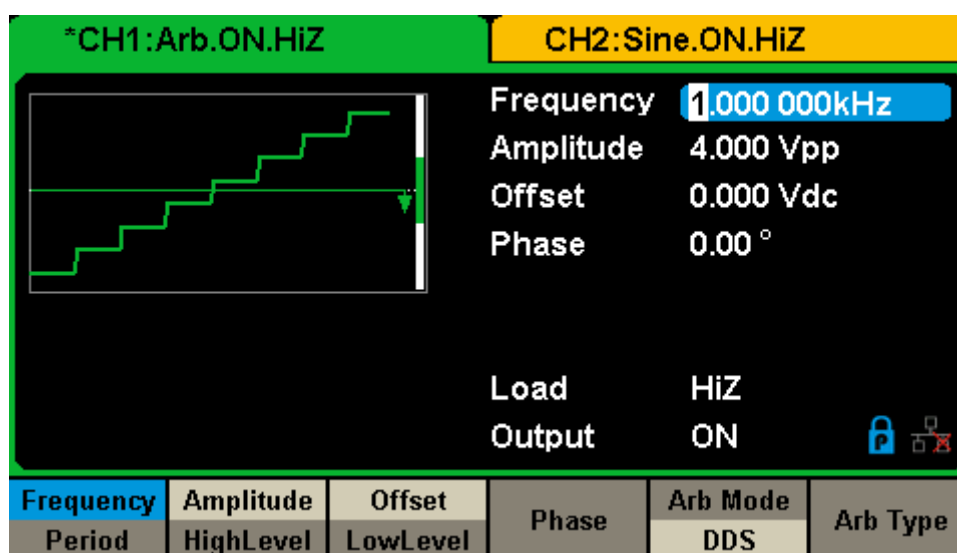 *CH1:Arb.ON.HiZ CH2:Sine.ON.HiZ
Frequency 1.000 000kHz
Amplitude 4.000 Vpp
Offset 0.000 Vdc
Phase 0.00 °
Load HiZ
Output ON
P
Frequency Amplitude Offset Phase Arb Mode Arb Type
Period HighLevel LowLevel DDS